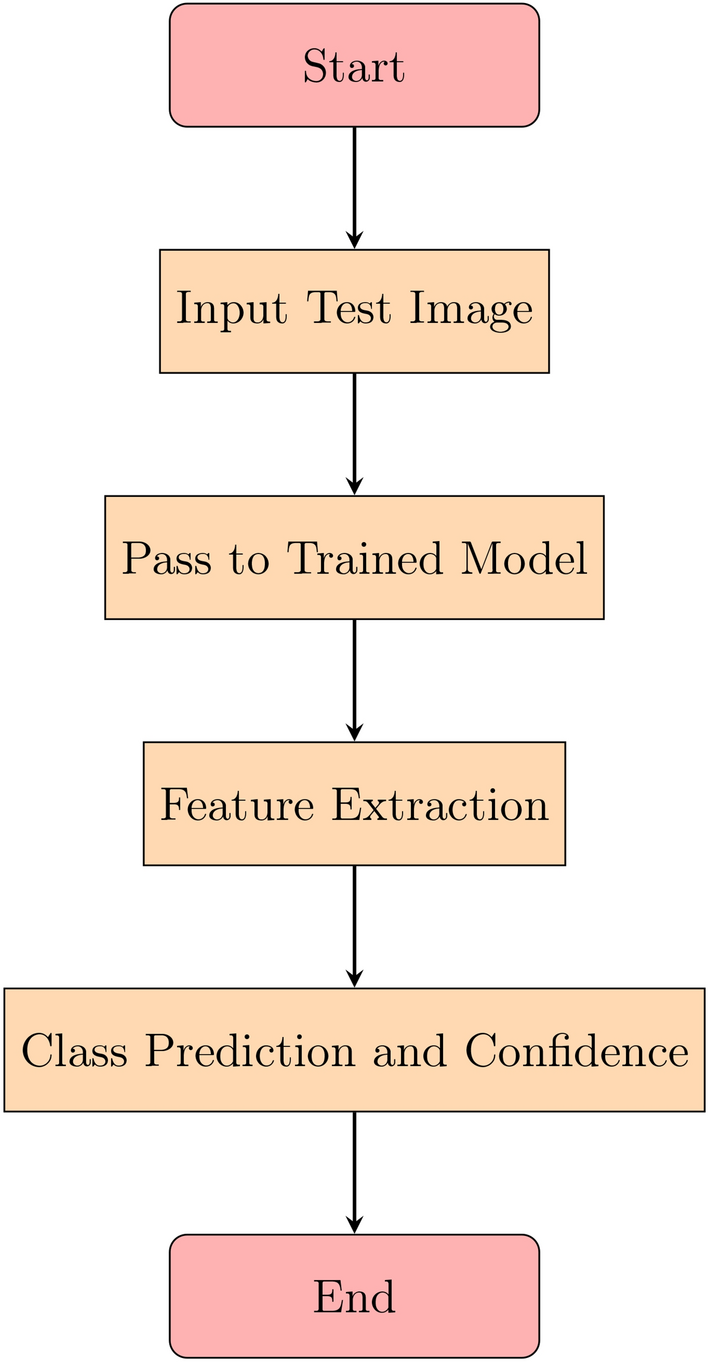 Start
Input Test Image
Pass to Trained Model
Feature Extraction
Class Prediction and Confidence
End